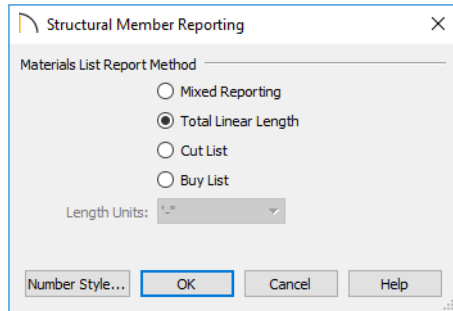 Structural Member Reporting
Materials List Report Method
Mixed Reporting
Total Linear Length
Cut List
Buy List
Length Units: '-"
Number Style... OK Cancel Help